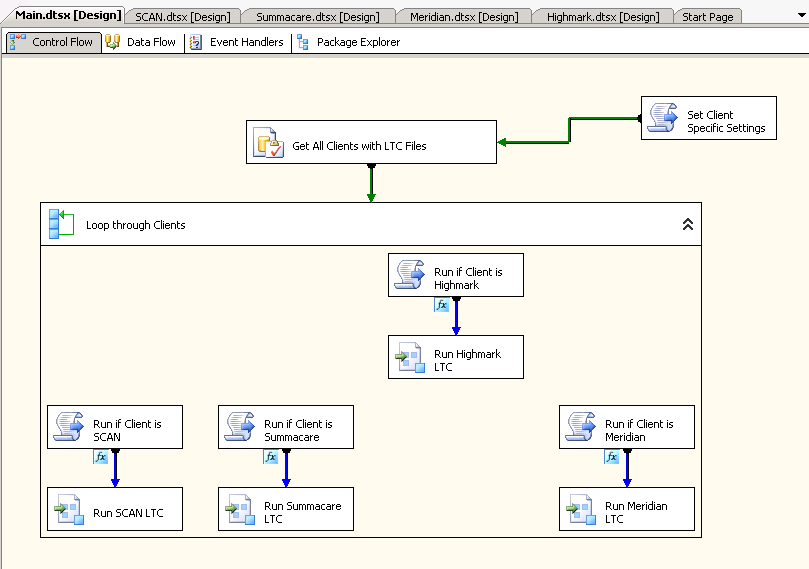 Main.dtsx [Design] SCAN.dtsx [Design] Summacare.dtsx [Design] Meridian.dtsx [Design] Highmark.dtsx [Design] Start Page
Control Flow Data Flow Event Handlers Package Explorer
Set Client
Specific Settings
Get All Clients with LTC Files
Loop through Clients
Run if Client is
Highmark
fx
Run Highmark
LTC
Run if Client is
SCAN
fx
Run SCAN LTC
Run if Client is
Summacare
fx
Run Summacare
LTC
Run if Client is
Meridian
fx
Run Meridian
LTC